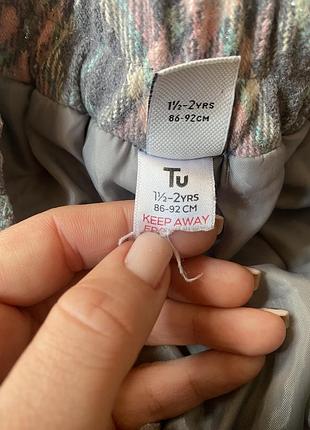 1½-2YRS
86-92CM
Tu
1½-2YRS
86-92 CM
KEEP AWAY